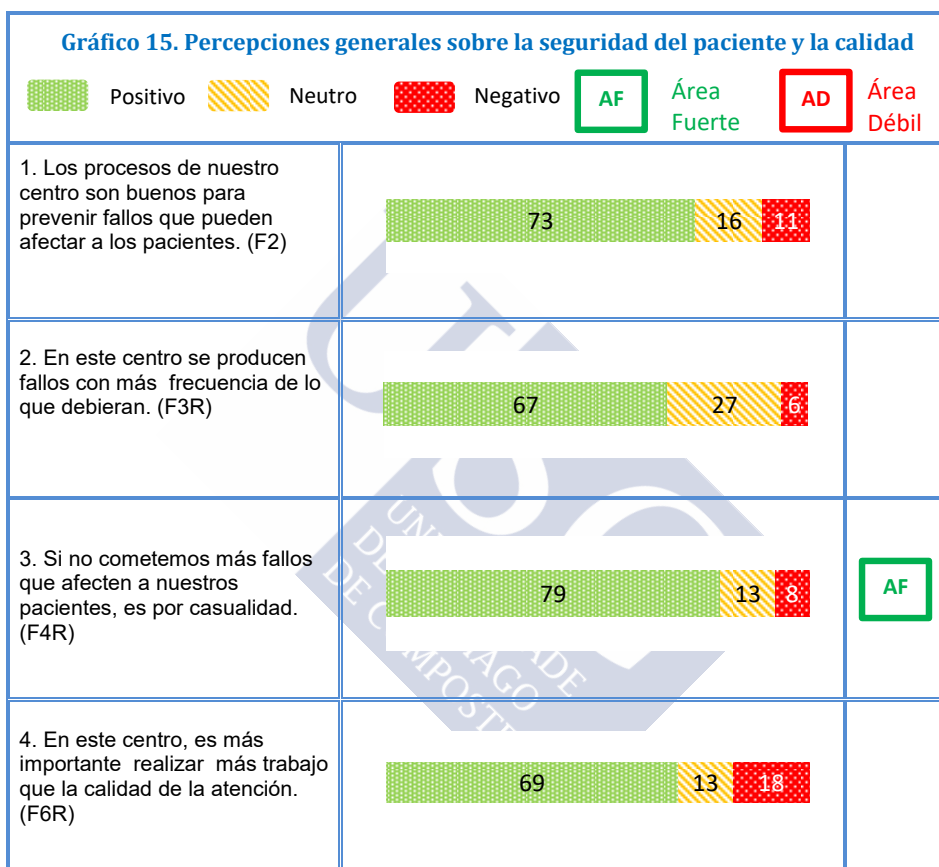 Gráfico 15. Percepciones generales sobre la seguridad del paciente y la calidad
Positivo Neutro Negativo AF Área Fuerte AD Área Débil
1. Los procesos de nuestro
centro son buenos para
prevenir fallos que pueden
afectar a los pacientes. (F2)
73 16 11
2. En este centro se producen
fallos con más frecuencia de lo
que debieran. (F3R)
67 27 6
3. Si no cometemos más fallos
que afecten a nuestros
pacientes, es por casualidad.
(F4R)
79 13 8
AF
4. En este centro, es más
importante realizar más trabajo
que la calidad de la atención.
(F6R)
69 13 18